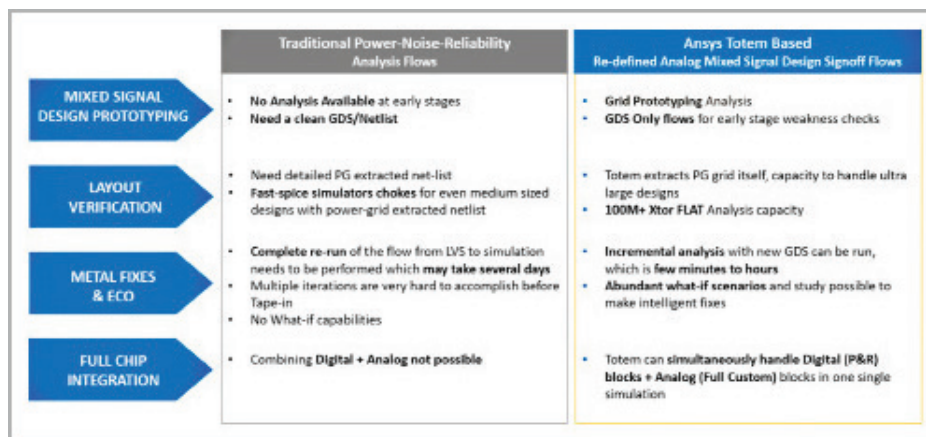 Traditional Power-Noise-Reliability
Analysis Flows
Ansys Totem Based
Re-defined Analog Mixed Signal Design Signoff Flows
MIXED SIGNAL
DESIGN PROTOTYPING
• No Analysis Available at early stages
• Need a clean GDS/Netlist
• Grid Prototyping Analysis
• GDS Only flows for early stage weakness checks
LAYOUT
VERIFICATION
• Need detailed PG extracted net-list
• Fast-spice simulators chokes for even medium sized
designs with power-grid extracted netlist
• Totem extracts PG grid itself, capacity to handle ultra
large designs
• 100M+ Xtor FLAT Analysis capacity
METAL FIXES
& ECO
• Complete re-run of the flow from LVS to simulation
needs to be performed which may take several days
• Multiple iterations are very hard to accomplish before
Tape-in
• No What-if capabilities
• Incremental analysis with new GDS can be run,
which is few minutes to hours
• Abundant what-if scenarios and study possible to
make intelligent fixes
FULL CHIP
INTEGRATION
• Combining Digital + Analog not possible
• Totem can simultaneously handle Digital (P&R)
blocks + Analog (Full Custom) blocks in one single
simulation